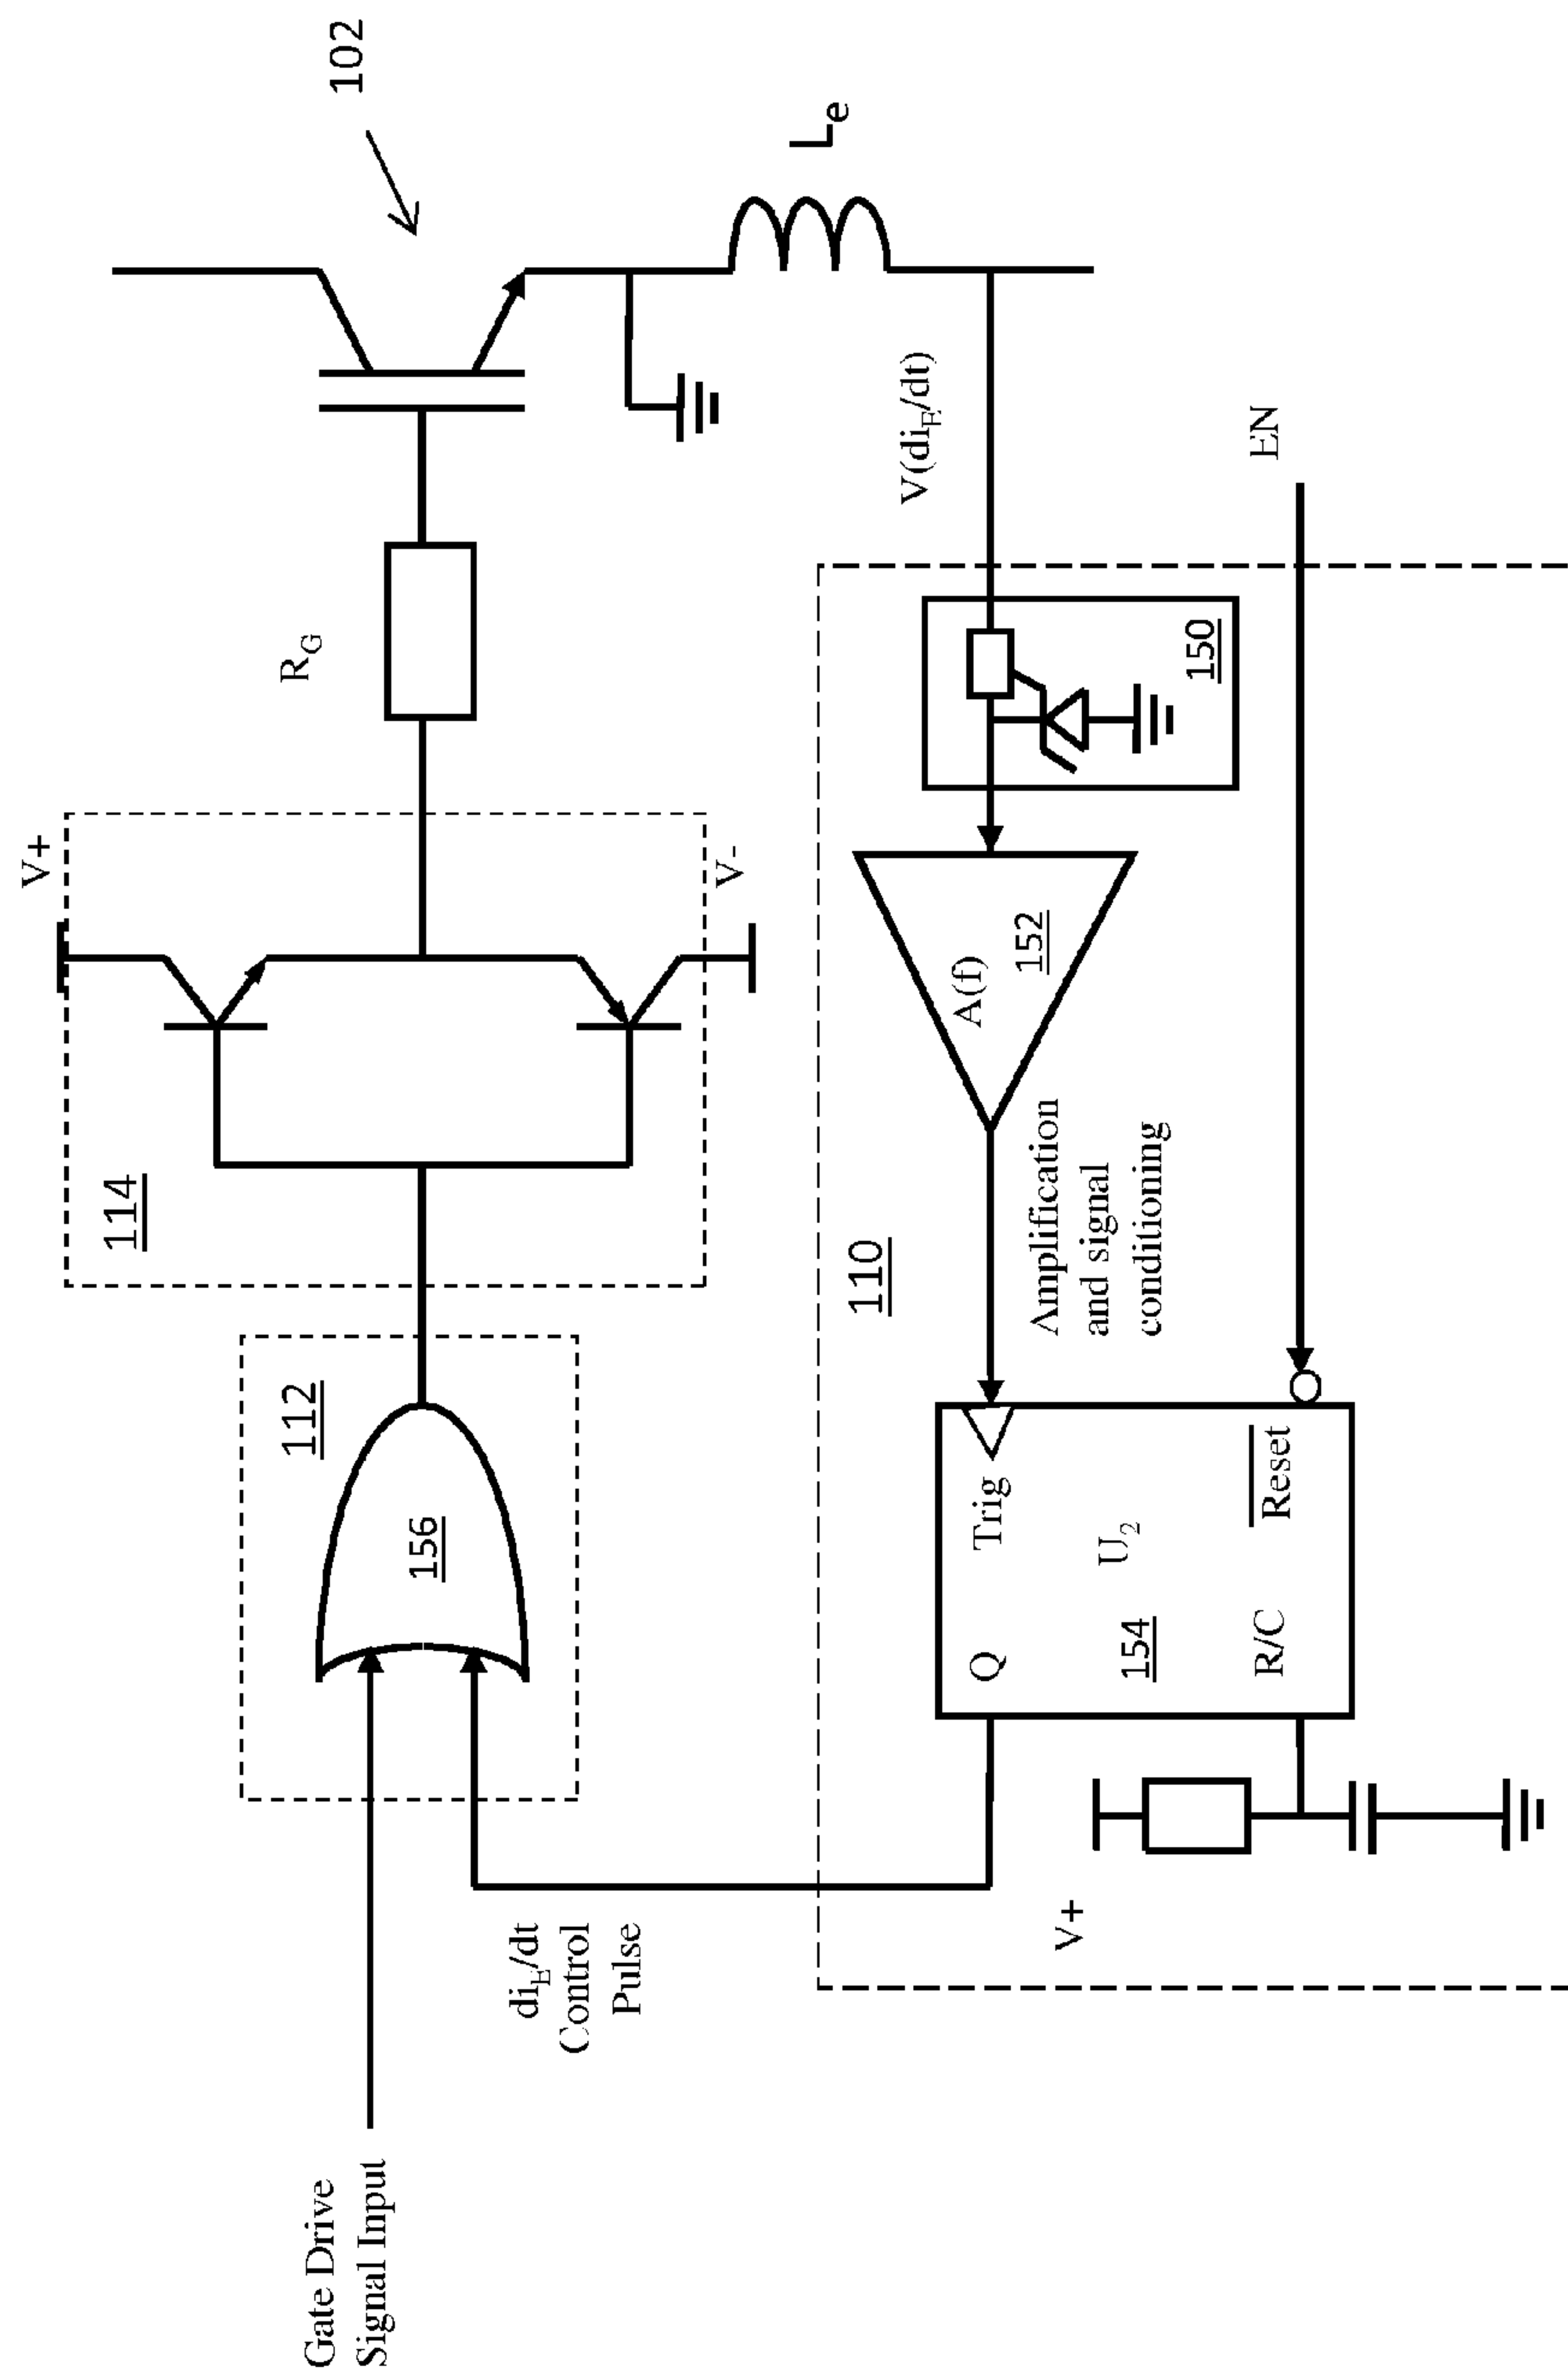 102
V+
114
R_G
V-
112
156
L_e
Gate Drive
Signal Input
di_E/dt
Control
Pulse
110
V(di_E/dt)
150
A(f)
152
Amplification
and signal
conditioning
EN
Q
Trig
U_2
154
R/C
Reset
V+